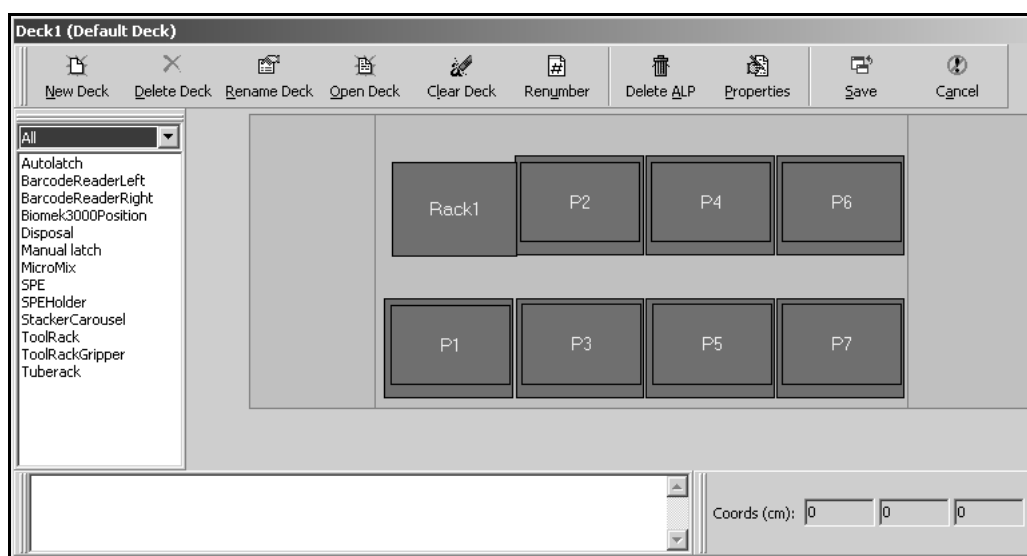 Deck1 (Default Deck)
New Deck Delete Deck Rename Deck Open Deck Clear Deck Renumber Delete ALP Properties Save Cancel
All
Autolatch
BarcodeReaderLeft
BarcodeReaderRight
Biomek3000Position
Disposal
Manual latch
MicroMix
SPE
SPEHolder
StackerCarousel
ToolRack
ToolRackGripper
Tuberack
Rack1 P2 P4 P6
P1 P3 P5 P7
Coords (cm): 0 0 0